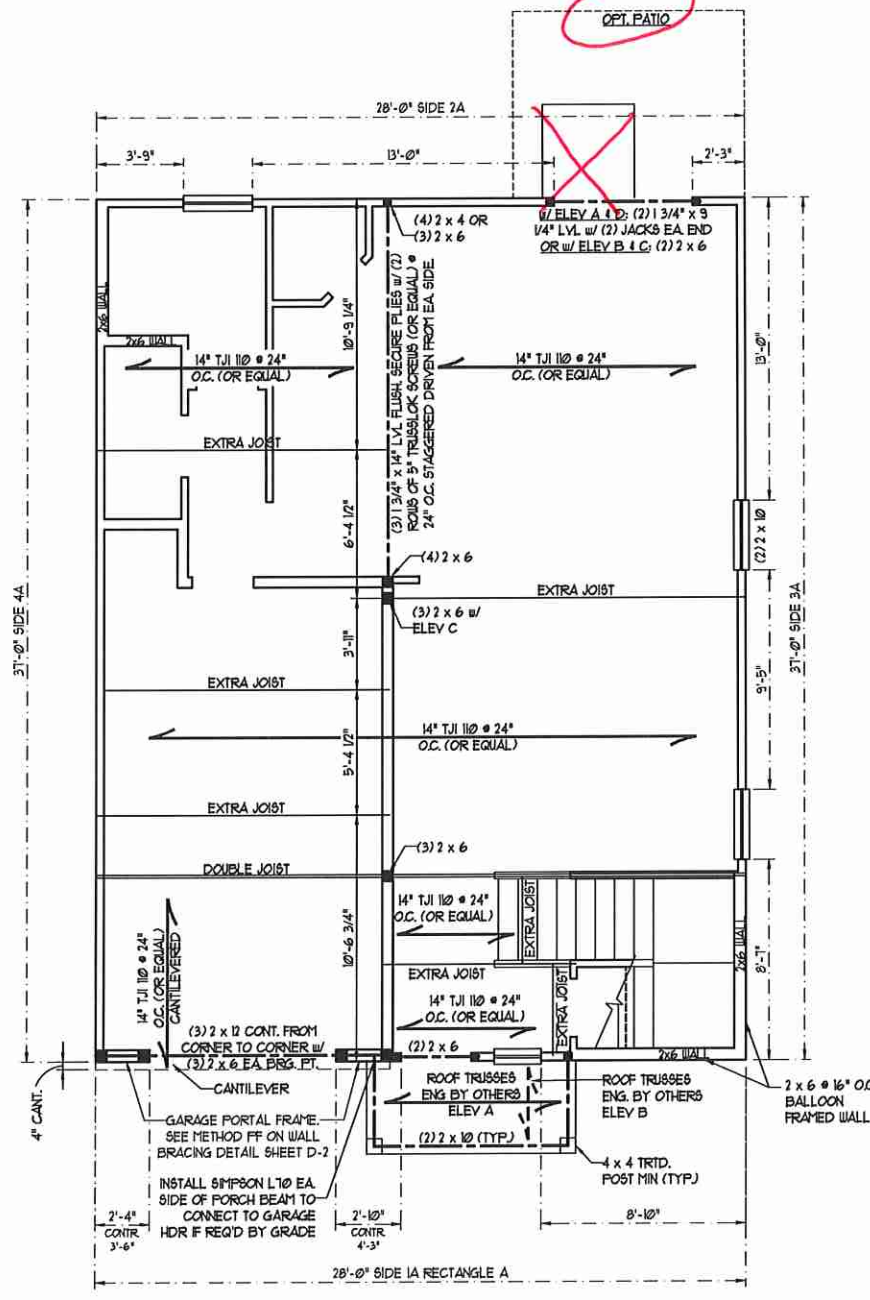 OPT. PATIO
28'-0" SIDE 2A
3'-9"
13'-0"
2'-3"
(4) 2 x 4 OR
(3) 2 x 6
w/ ELEV A & D: (2) 1 3/4" x 9
1/4" LVL w/ (2) JACKS EA. END
OR w/ ELEV B & C: (2) 2 x 6
2x6 WALL
2x6 WALL
10'-9 1/4"
(3) 1 3/4" x 14" LVL FLUSH. SECURE PLIES w/ (2)
ROWS OF 5" TRUSSLOK SCREWS (OR EQUAL) @
24" O.C. STAGGERED DRIVEN FROM EA. SIDE.
14" TJI 110 @ 24"
O.C. (OR EQUAL)
14" TJI 110 @ 24"
O.C. (OR EQUAL)
13'-0"
EXTRA JOIST
6'-4 1/2"
(2) 2 x 10
(4) 2 x 6
EXTRA JOIST
(3) 2 x 6 w/
ELEV C
37'-0" SIDE 4A
37'-0" SIDE 3A
3'-11"
9'-5"
EXTRA JOIST
14" TJI 110 @ 24"
O.C. (OR EQUAL)
5'-4 1/2"
EXTRA JOIST
(3) 2 x 6
DOUBLE JOIST
14" TJI 110 @ 24"
O.C. (OR EQUAL)
EXTRA JOIST
14" TJI 110 @ 24"
O.C. (OR EQUAL)
CANTILEVERED
10'-6 3/4"
2x6 WALL
8'-7"
EXTRA JOIST
14" TJI 110 @ 24"
O.C. (OR EQUAL)
EXTRA JOIST
(3) 2 x 12 CONT. FROM
CORNER TO CORNER w/
(3) 2 x 6 EA. BRG. PT.
(2) 2 x 6
2x6 WALL
4" CANT.
CANTILEVER
ROOF TRUSSES
ENG BY OTHERS
ELEV A
ROOF TRUSSES
ENG. BY OTHERS
ELEV B
2 x 6 @ 16" O.C
BALLOON
FRAMED WALL
GARAGE PORTAL FRAME.
SEE METHOD PF ON WALL
BRACING DETAIL SHEET D-2
(2) 2 x 10 (TYP.)
4 x 4 TRTD.
POST MIN (TYP.)
INSTALL SIMPSON L70 EA.
SIDE OF PORCH BEAM TO
CONNECT TO GARAGE
HDR IF REQ'D BY GRADE
2'-4"
CONTR.
3'-6"
2'-10"
CONTR.
4'-3"
8'-10"
28'-0" SIDE 1A RECTANGLE A